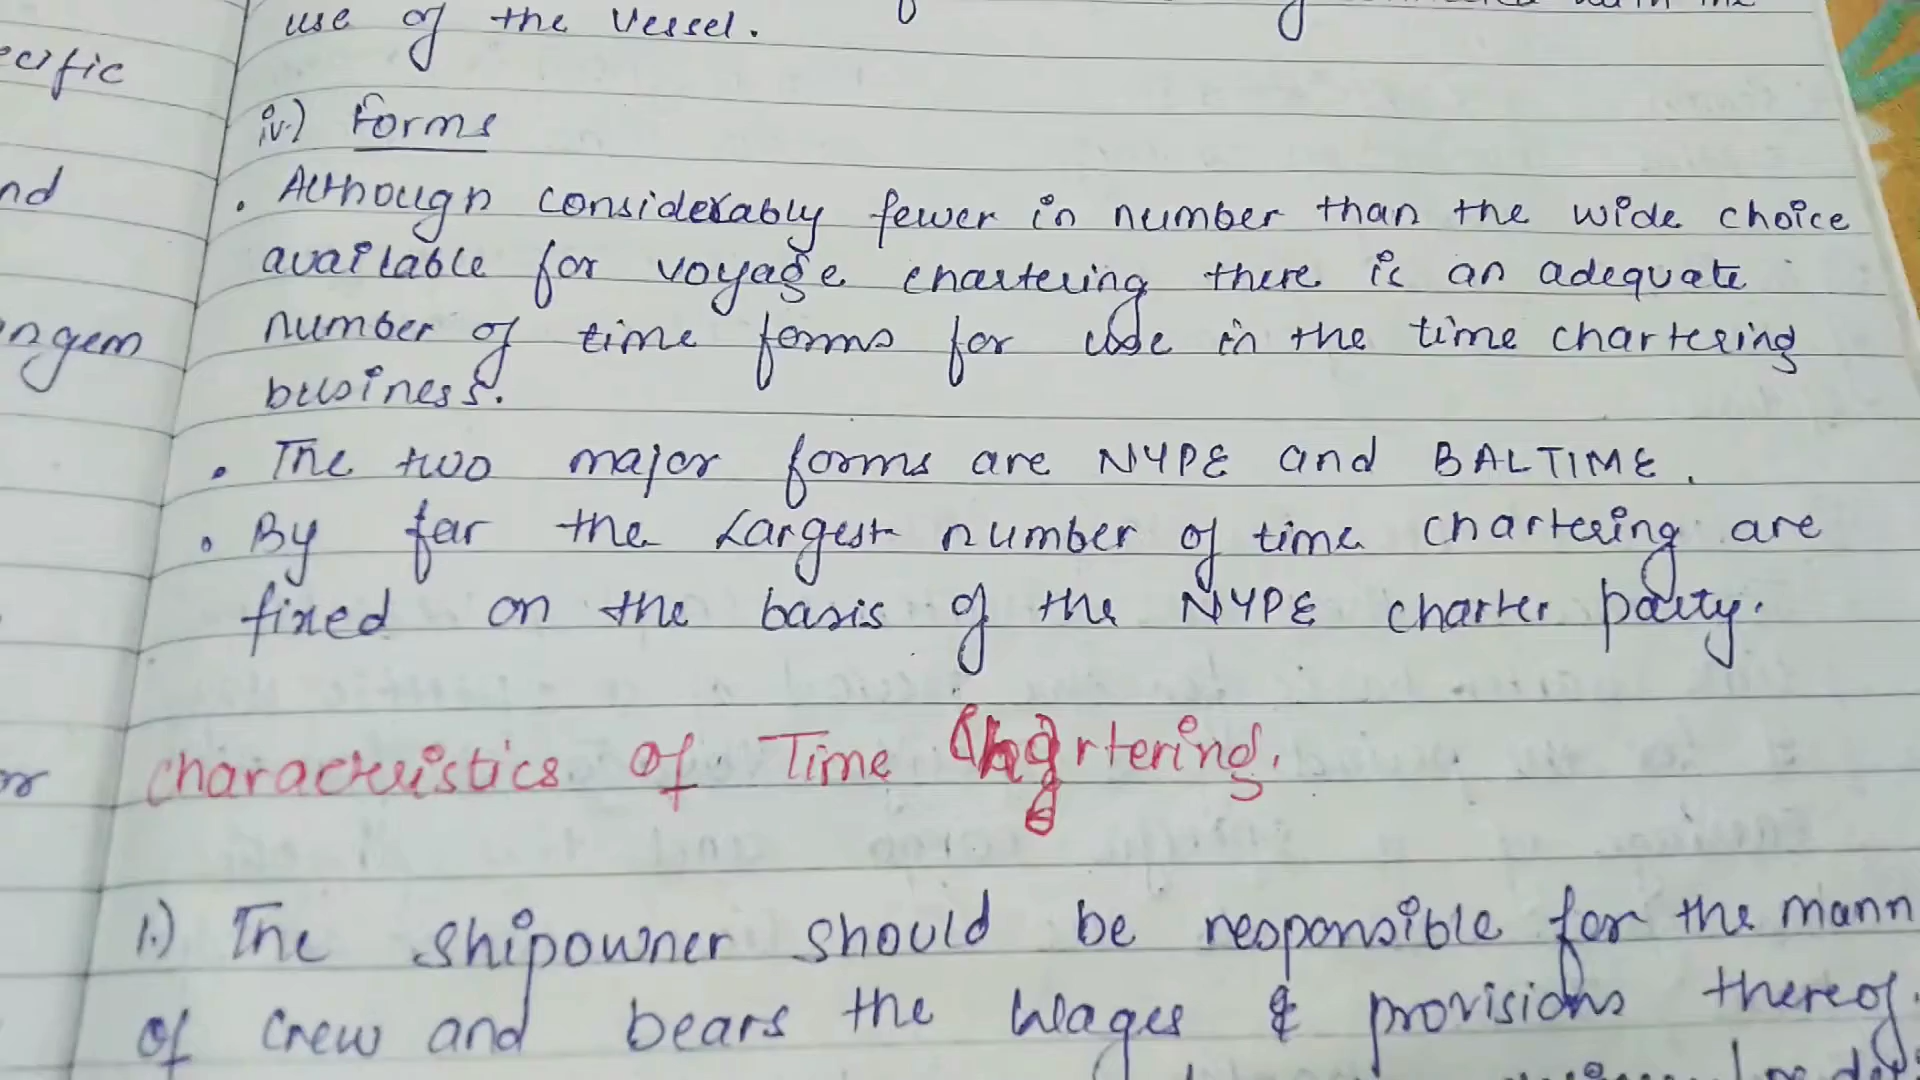 ecific
nd
ngem
or
use of the vessel.
iv.) Forms
• Although considerably fewer in number than the wide choice
available for voyage chartering there is an adequate
number of time forms for use in the time chartering
business.
• The two major forms are NYPE and BALTIME.
• By far the Largest number of time chartering are
fixed on the basis of the NYPE charter party.
characteristics of Time Chartering.
1.) The shipowner should be responsible for the mann
of crew and bears the wages & provisions thereof.